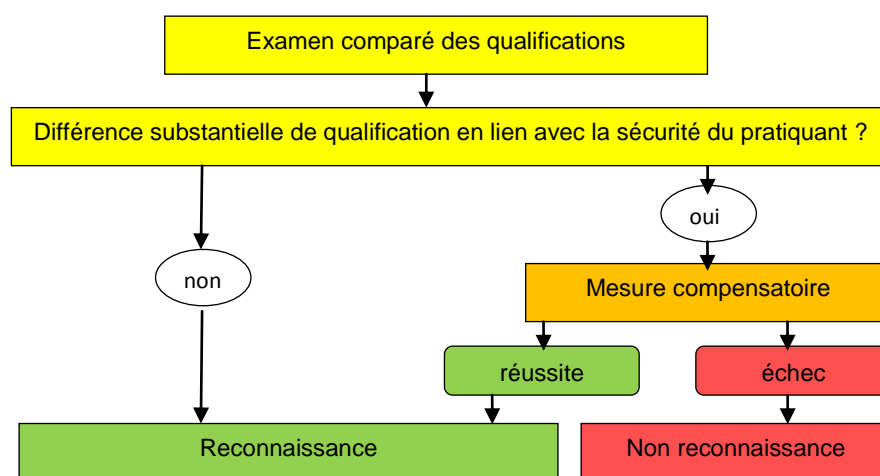 Examen comparé des qualifications
Différence substantielle de qualification en lien avec la sécurité du pratiquant ?
oui
non
Mesure compensatoire
réussite
échec
Reconnaissance
Non reconnaissance